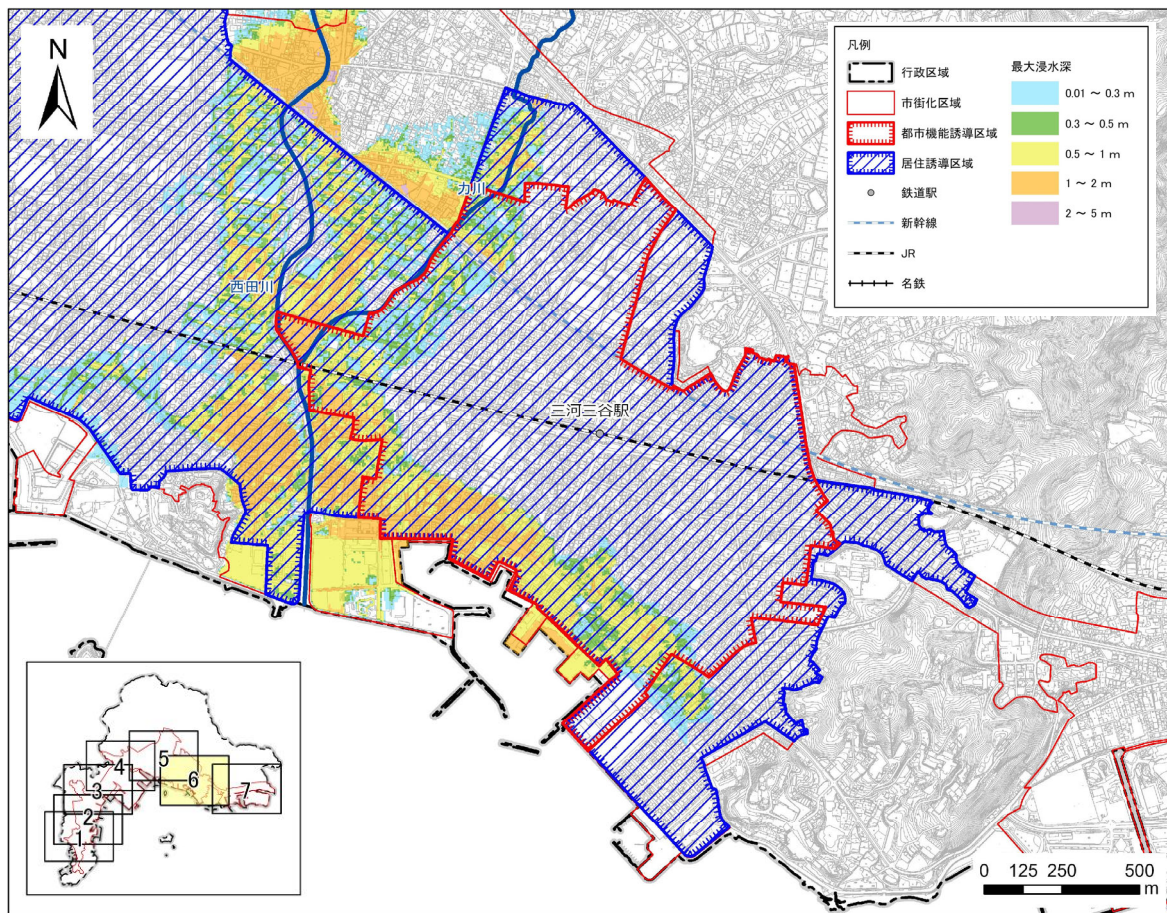 N
力川
西田川
三河三谷駅
凡例
行政区域
市街化区域
都市機能誘導区域
居住誘導区域
鉄道駅
新幹線
JR
名鉄
最大浸水深
0.01 ~ 0.3 m
0.3 ~ 0.5 m
0.5 ~ 1 m
1 ~ 2 m
2 ~ 5 m
5
4
6
3
7
2
1
0 125 250 500
m